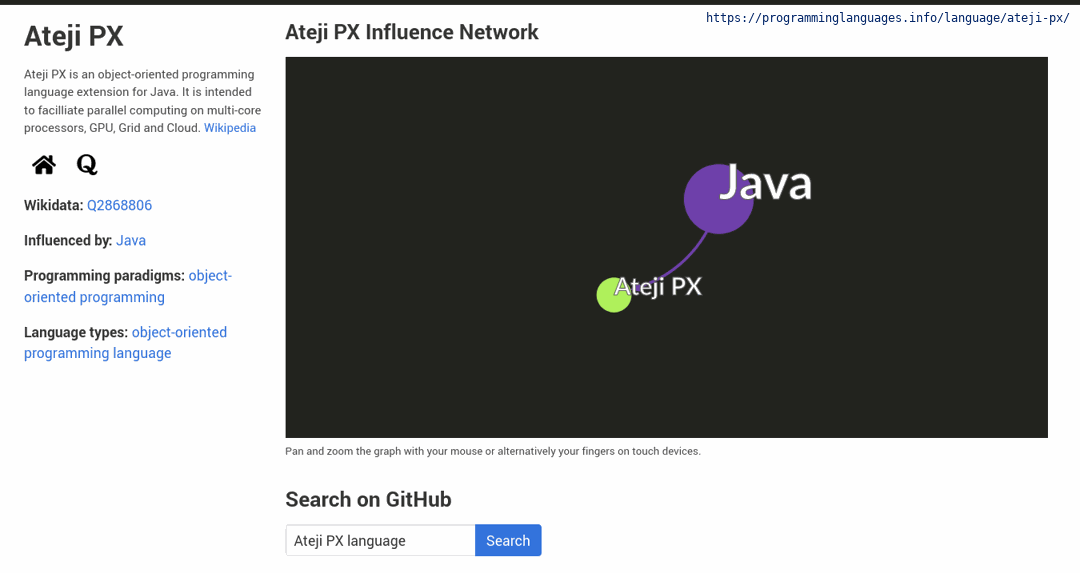 https://programminglanguages.info/language/ateji-px/
Ateji PX
Ateji PX is an object-oriented programming
language extension for Java. It is intended
to facilliate parallel computing on multi-core
processors, GPU, Grid and Cloud. Wikipedia
Q
Wikidata: Q2868806
Influenced by: Java
Programming paradigms: object-
oriented programming
Language types: object-oriented
programming language
Ateji PX Influence Network
Java
Ateji PX
Pan and zoom the graph with your mouse or alternatively your fingers on touch devices.
Search on GitHub
Ateji PX language
Search